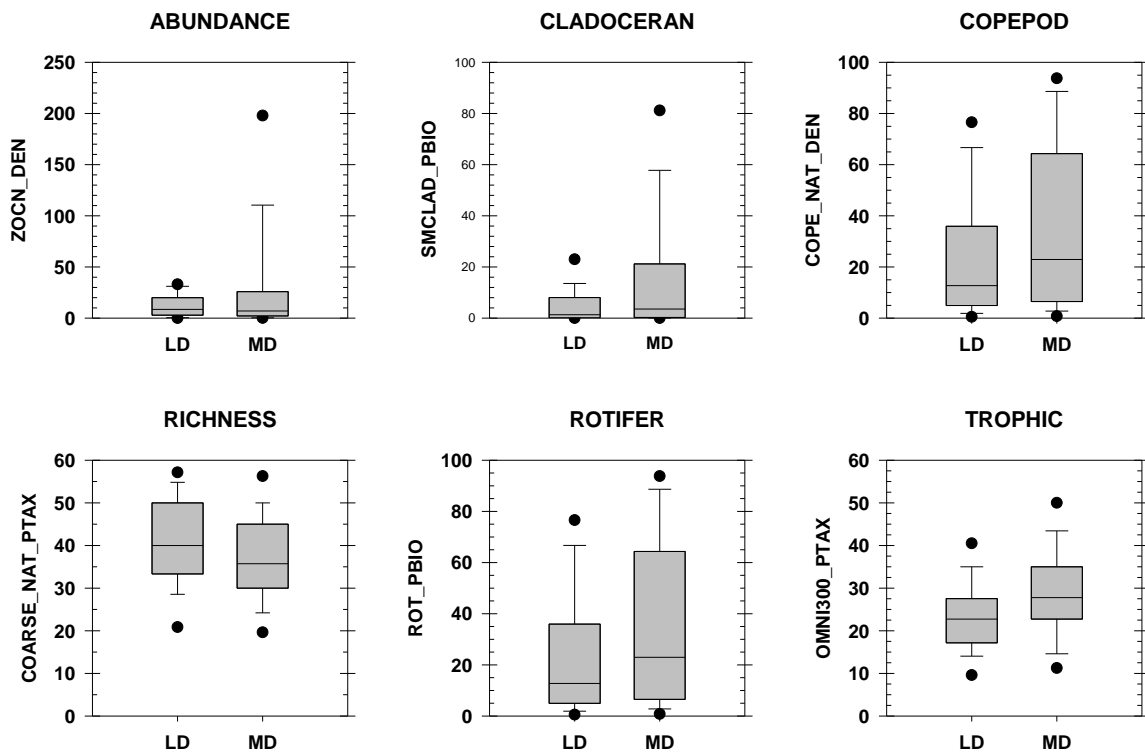 ABUNDANCE
ZOCN_DEN
250
200
150
100
50
0
LD MD
CLADOCERAN
SMCLAD_PBIO
100
80
60
40
20
0
LD MD
COPEPOD
COPE_NAT_DEN
100
80
60
40
20
0
LD MD
RICHNESS
COARSE_NAT_PTAX
60
50
40
30
20
10
0
LD MD
ROTIFER
ROT_PBIO
100
80
60
40
20
0
LD MD
TROPHIC
OMNI300_PTAX
60
50
40
30
20
10
0
LD MD